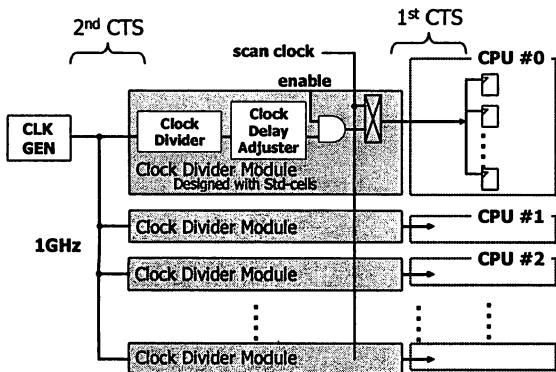 2nd CTS
1st CTS
scan clock
CPU #0
enable
CLK
GEN
Clock
Divider
Clock
Delay
Adjuster
Clock Divider Module
Designed with Std-cells
1GHz
Clock Divider Module
CPU #1
Clock Divider Module
CPU #2
Clock Divider Module